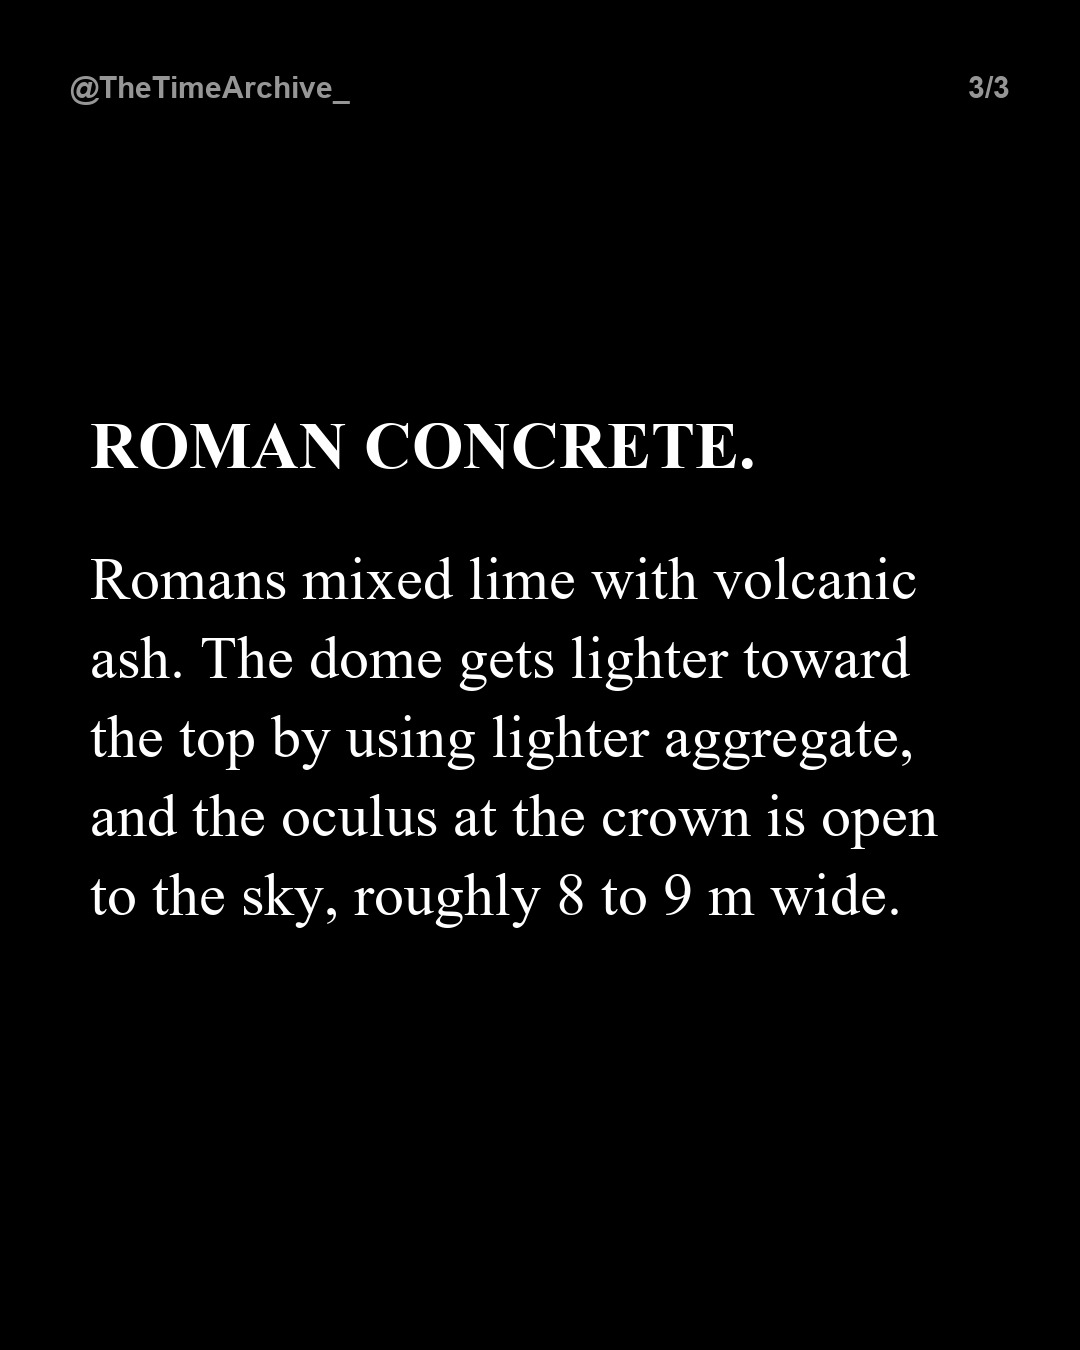 @TheTimeArchive_ 3/3
ROMAN CONCRETE.
Romans mixed lime with volcanic
ash. The dome gets lighter toward
the top by using lighter aggregate,
and the oculus at the crown is open
to the sky, roughly 8 to 9 m wide.